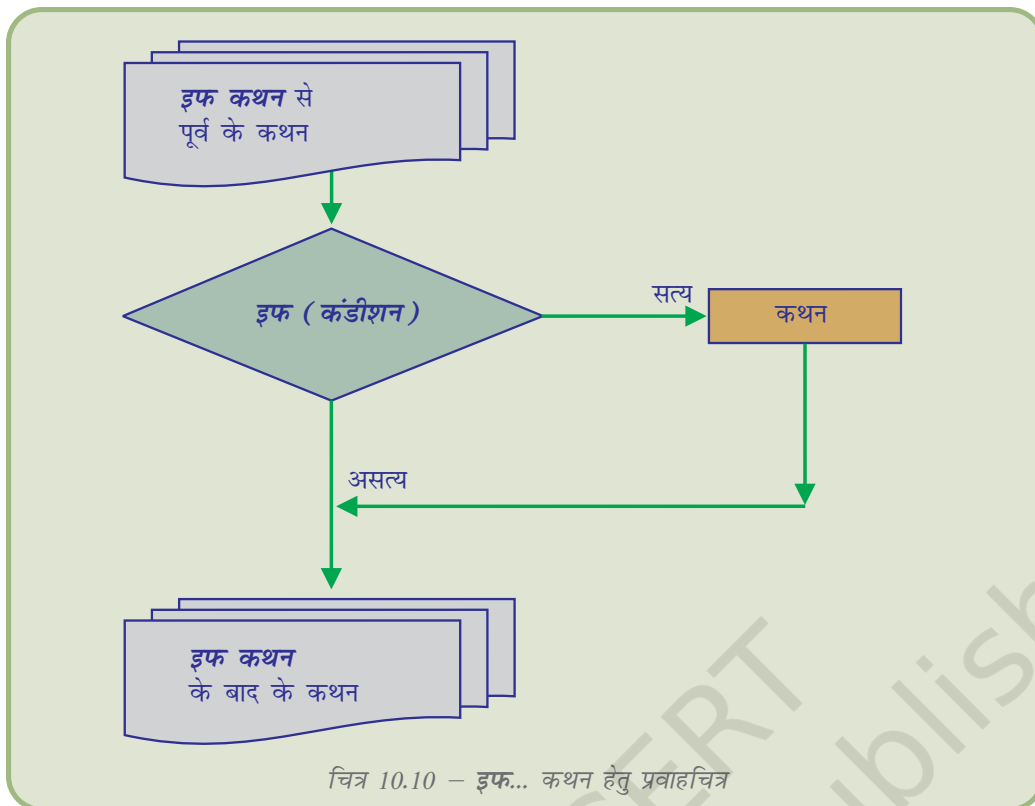 इफ कथन से
पूर्व के कथन
इफ (कंडीशन)
सत्य
कथन
असत्य
इफ कथन
के बाद के कथन
चित्र 10.10 – इफ... कथन हेतु प्रवाहचित्र